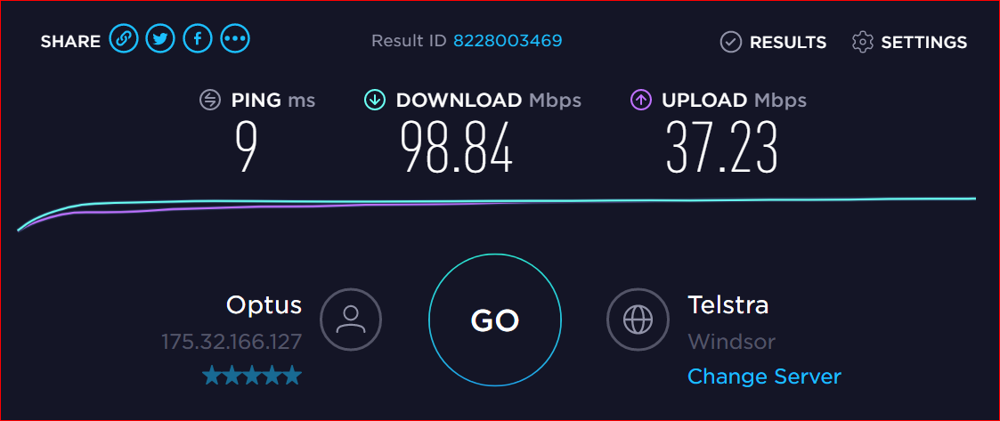 SHARE Result ID 8228003469 RESULTS SETTINGS
PING ms DOWNLOAD Mbps UPLOAD Mbps
9 98.84 37.23
Optus GO Telstra
175.32.166.127 Windsor
Change Server